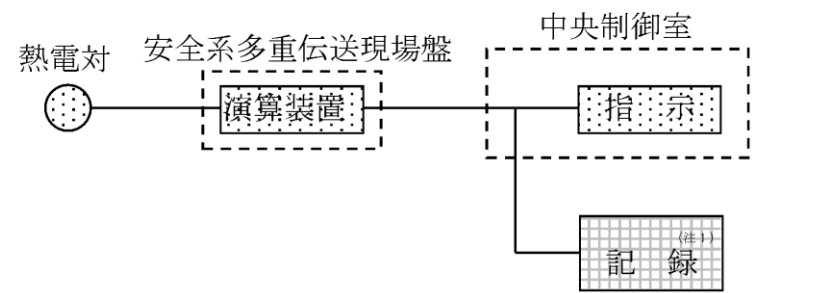 中央制御室
安全系多重伝送現場盤
熱電対
演算装置
指 示
(注1)
記 録